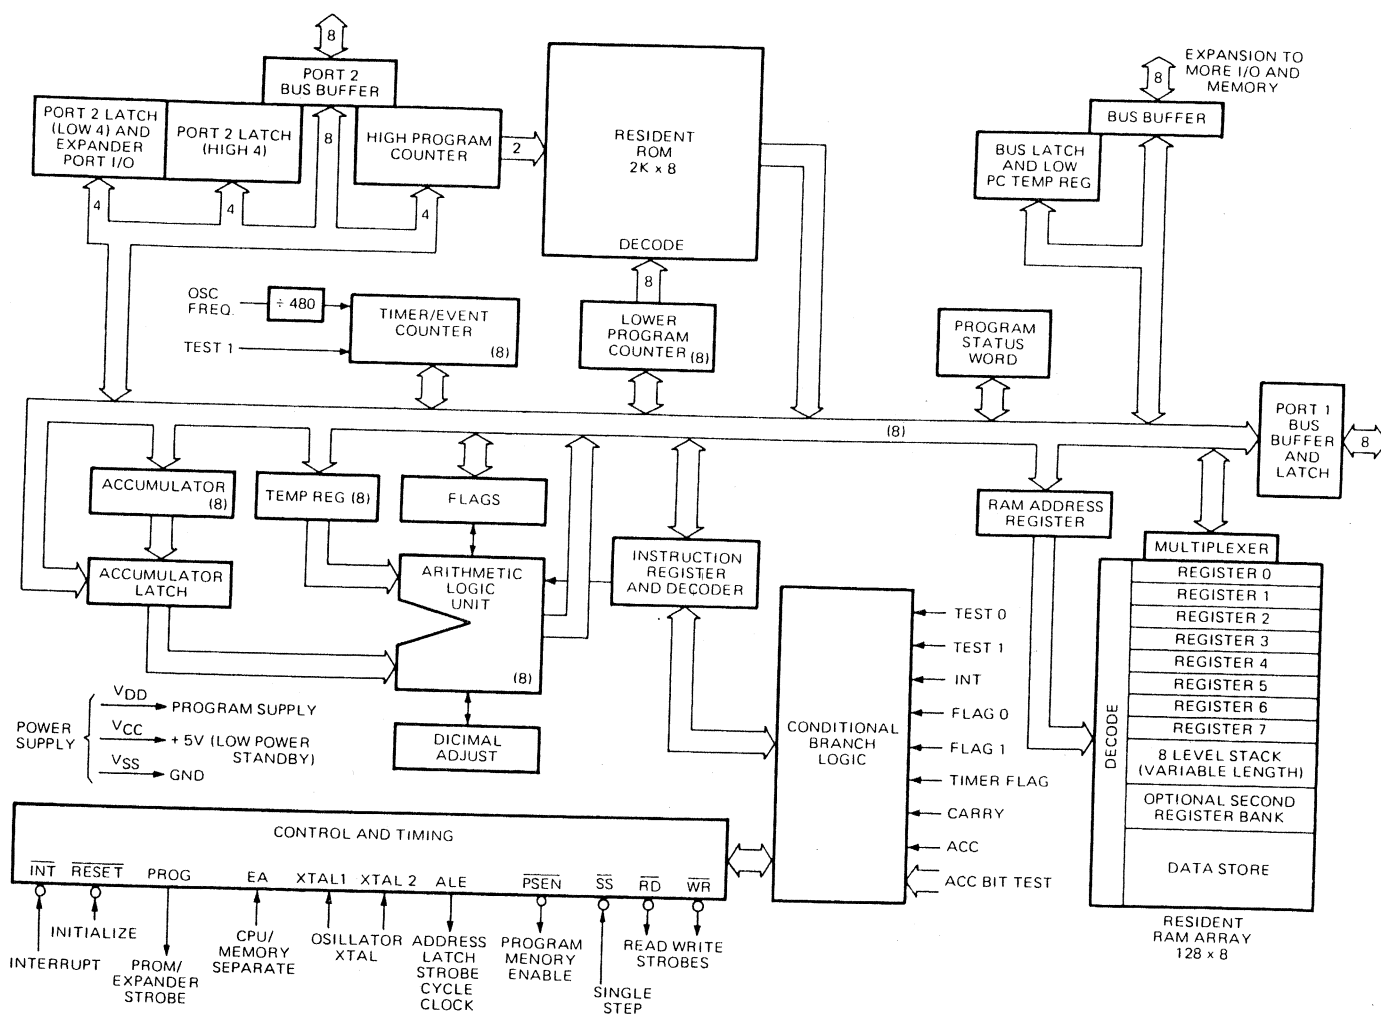 8
PORT 2
BUS BUFFER
PORT 2 LATCH
(LOW 4) AND
EXPANDER
PORT I/O
PORT 2 LATCH
(HIGH 4)
8
HIGH PROGRAM
COUNTER
2
4
4
4
RESIDENT
ROM
2K x 8
DECODE
8
EXPANSION TO
MORE I/O AND
MEMORY
8
BUS BUFFER
BUS LATCH
AND LOW
PC TEMP REG
OSC
FREQ.
÷ 480
TEST 1
TIMER/EVENT
COUNTER
(8)
LOWER
PROGRAM
COUNTER (8)
PROGRAM
STATUS
WORD
PORT 1
BUS
BUFFER
AND
LATCH
8
(8)
ACCUMULATOR
(8)
TEMP REG (8)
FLAGS
RAM ADDRESS
REGISTER
ACCUMULATOR
LATCH
ARITHMETIC
LOGIC
UNIT
(8)
INSTRUCTION
REGISTER
AND DECODER
MULTIPLEXER
DECODE
REGISTER 0
REGISTER 1
REGISTER 2
REGISTER 3
REGISTER 4
REGISTER 5
REGISTER 6
REGISTER 7
8 LEVEL STACK
(VARIABLE LENGTH)
OPTIONAL SECOND
REGISTER BANK
DATA STORE
RESIDENT
RAM ARRAY
128 x 8
DICIMAL
ADJUST
CONDITIONAL
BRANCH
LOGIC
TEST 0
TEST 1
INT
FLAG 0
FLAG 1
TIMER FLAG
CARRY
ACC
ACC BIT TEST
POWER
SUPPLY
VDD
PROGRAM SUPPLY
VCC
+ 5V (LOW POWER
STANDBY)
VSS
GND
CONTROL AND TIMING
INT RESET PROG EA XTAL1 XTAL 2 ALE PSEN SS RD WR
INTERRUPT
INITIALIZE
PROM/
EXPANDER
STROBE
CPU/
MEMORY
SEPARATE
OSILLATOR
XTAL
ADDRESS
LATCH
STROBE
CYCLE
CLOCK
PROGRAM
MENORY
ENABLE
SINGLE
STEP
READ WRITE
STROBES